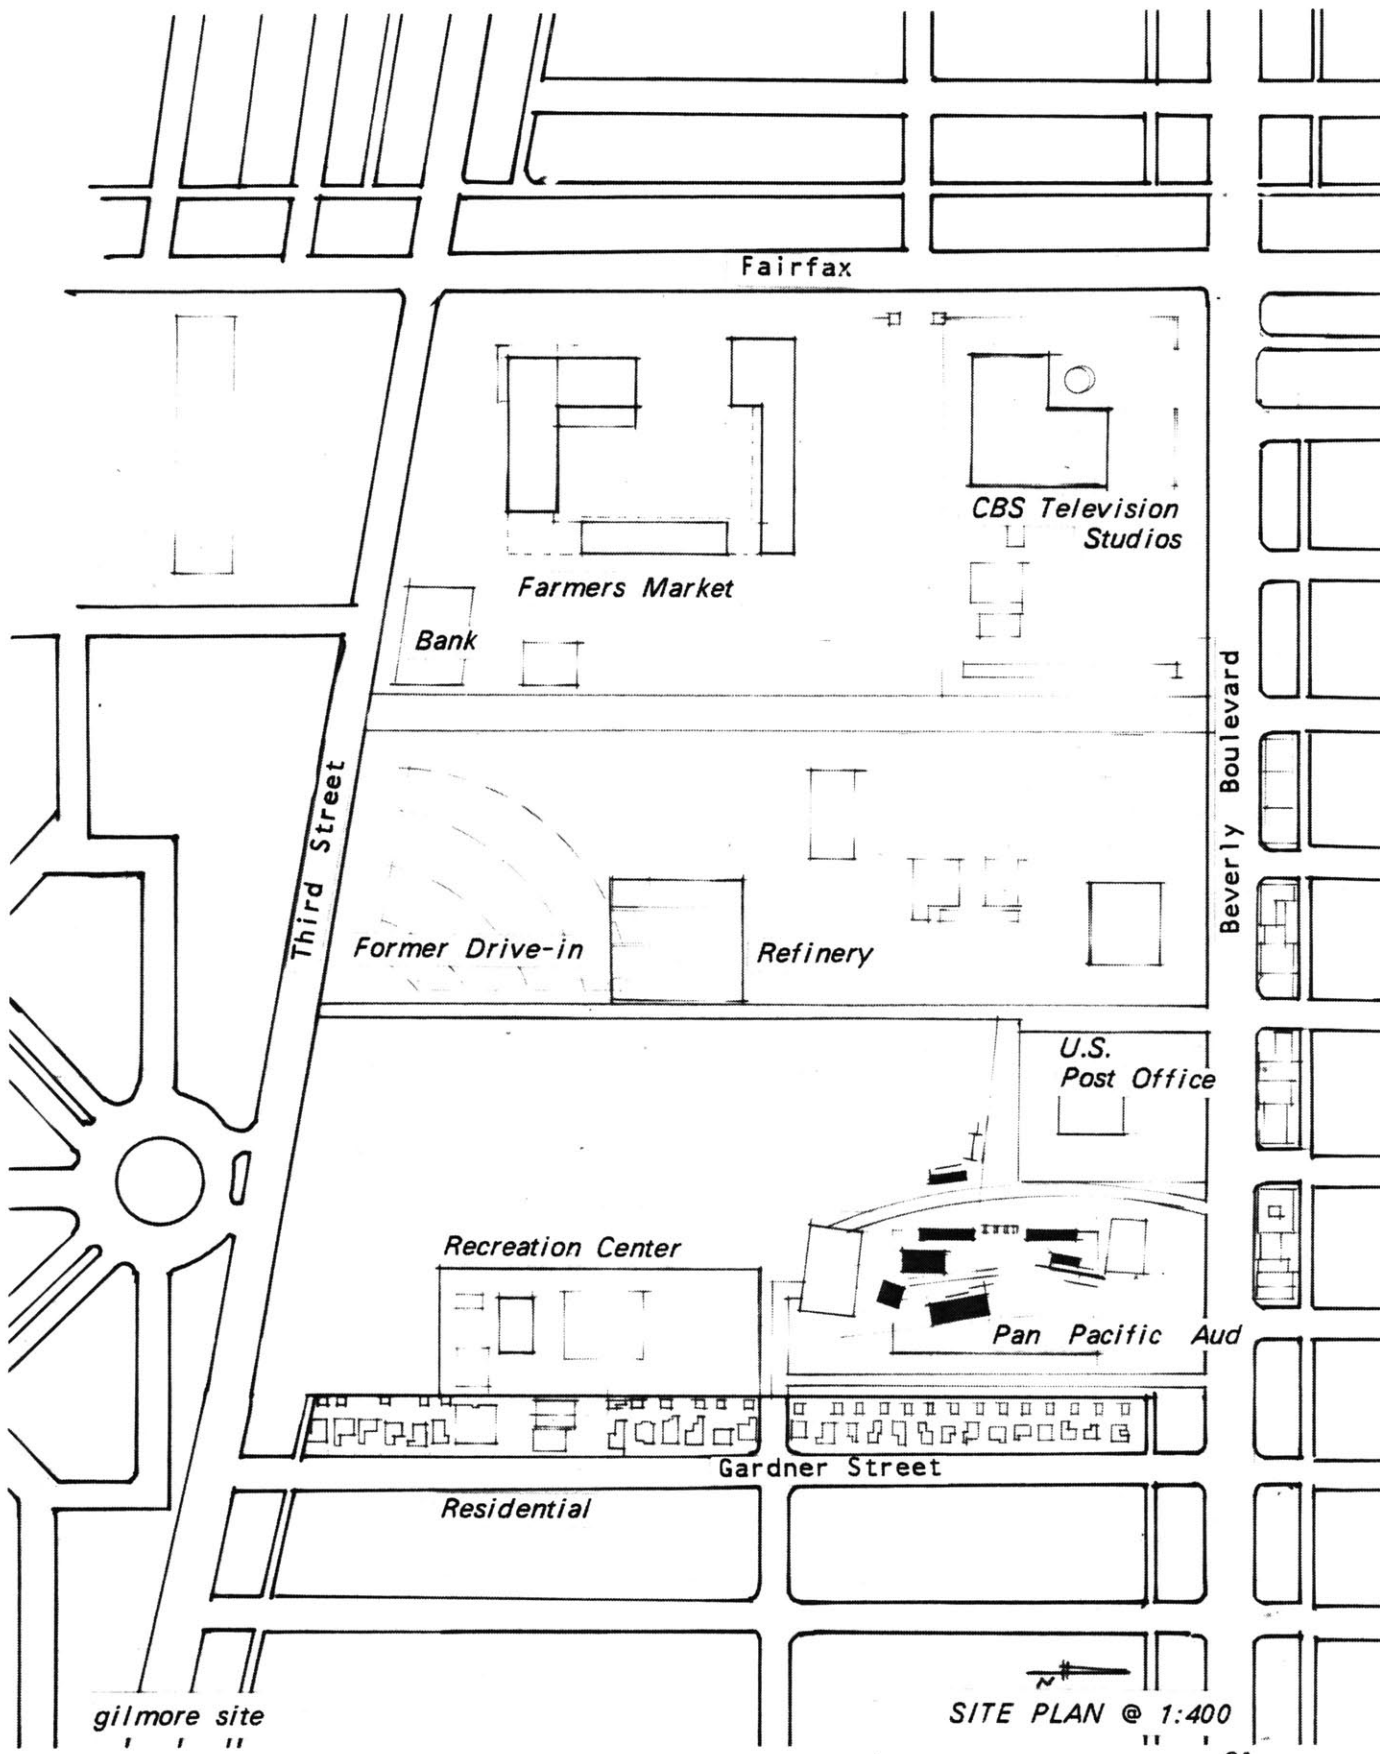 Fairfax
CBS Television
Studios
Farmers Market
Bank
Beverly Boulevard
Third Street
Former Drive-in
Refinery
U.S.
Post Office
Recreation Center
Pan Pacific Aud
Gardner Street
Residential
N
gilmore site
SITE PLAN @ 1:400